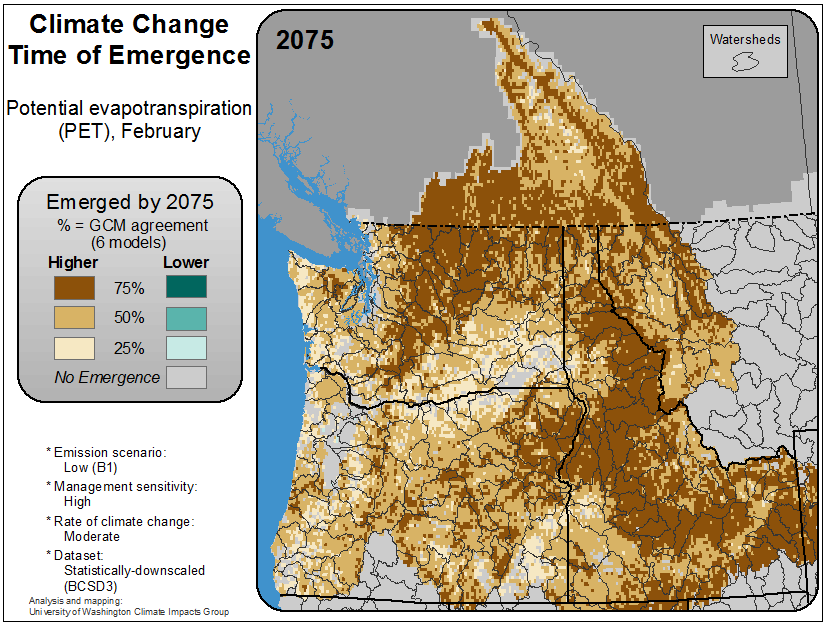 Climate Change
Time of Emergence
Potential evapotranspiration
(PET), February
Emerged by 2075
% = GCM agreement
(6 models)
Higher Lower
75%
50%
25%
No Emergence
* Emission scenario:
Low (B1)
* Management sensitivity:
High
* Rate of climate change:
Moderate
* Dataset:
Statistically-downscaled
(BCSD3)
Analysis and mapping:
University of Washington Climate Impacts Group
2075
Watersheds